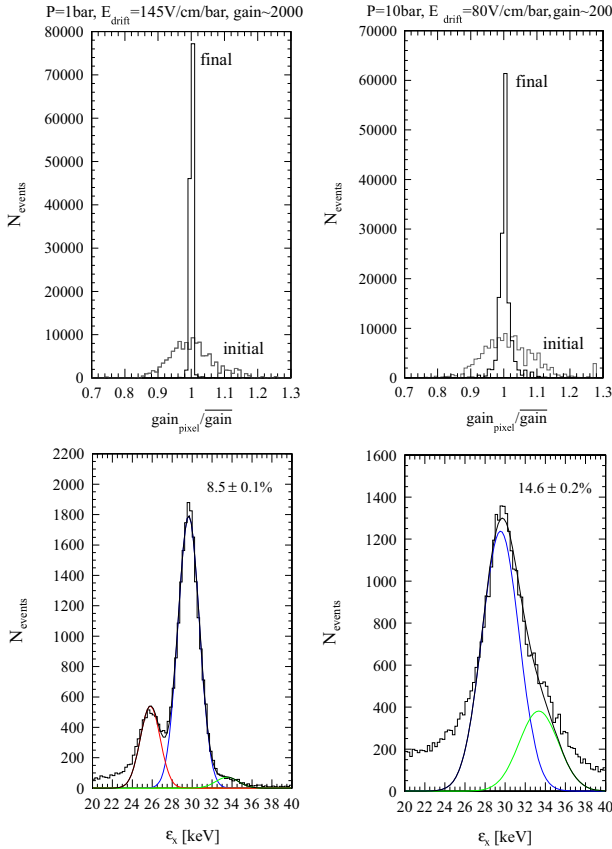 P=1bar, E_drift=145V/cm/bar, gain~2000
80000
70000
60000
50000
40000
30000
20000
10000
0
N_events
final
initial
0.7 0.8 0.9 1 1.1 1.2 1.3
gain_pixel/g̅a̅i̅n̅
P=10bar, E_drift=80V/cm/bar, gain~200
70000
60000
50000
40000
30000
20000
10000
0
N_events
final
initial
0.7 0.8 0.9 1 1.1 1.2 1.3
gain_pixel/g̅a̅i̅n̅
2200
2000
1800
1600
1400
1200
1000
800
600
400
200
0
N_events
8.5 ± 0.1%
20 22 24 26 28 30 32 34 36 38 40
ε_x [keV]
1600
1400
1200
1000
800
600
400
200
0
N_events
14.6 ± 0.2%
20 22 24 26 28 30 32 34 36 38 40
ε_x [keV]